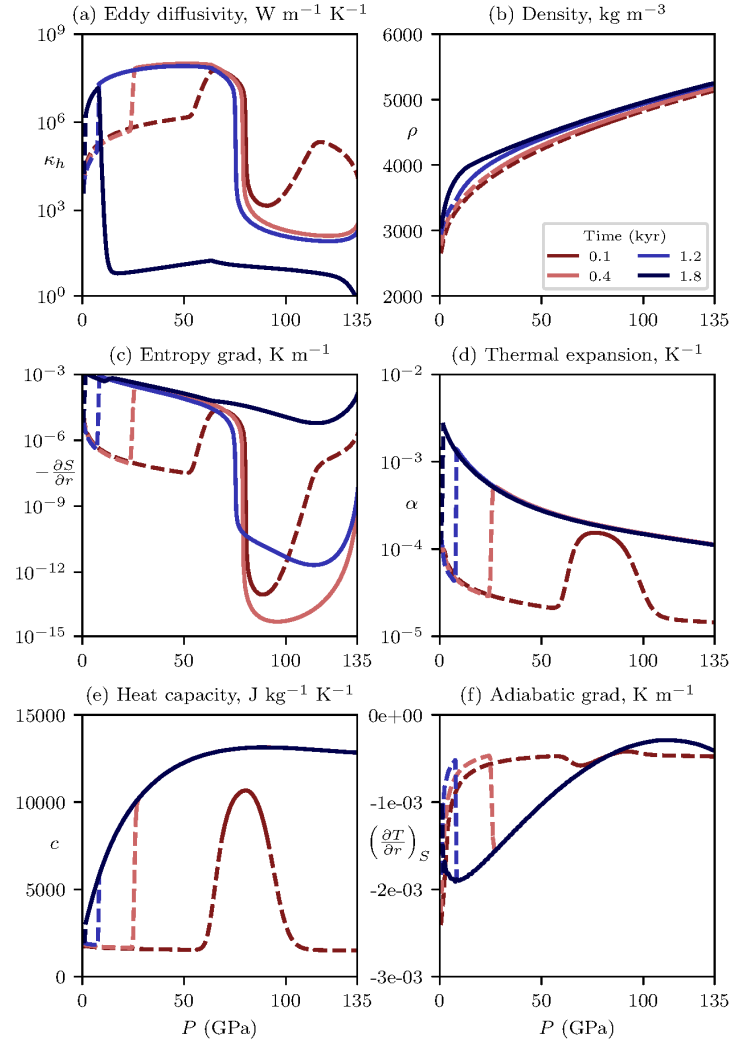 (a) Eddy diffusivity, W m⁻¹ K⁻¹
(b) Density, kg m⁻³
10⁹
10⁶
κₕ
10³
10⁰
0
50
100
135
6000
5000
ρ
4000
3000
2000
Time (kyr)
0.1
1.2
0.4
1.8
0
50
100
135
(c) Entropy grad, K m⁻¹
(d) Thermal expansion, K⁻¹
10⁻³
10⁻⁶
−∂S/∂r
10⁻⁹
10⁻¹²
10⁻¹⁵
0
50
100
135
10⁻²
10⁻³
α
10⁻⁴
10⁻⁵
0
50
100
135
(e) Heat capacity, J kg⁻¹ K⁻¹
(f) Adiabatic grad, K m⁻¹
15000
10000
c
5000
0
0
50
100
135
P (GPa)
0e+00
-1e-03
(∂T/∂r)_S
-2e-03
-3e-03
0
50
100
135
P (GPa)